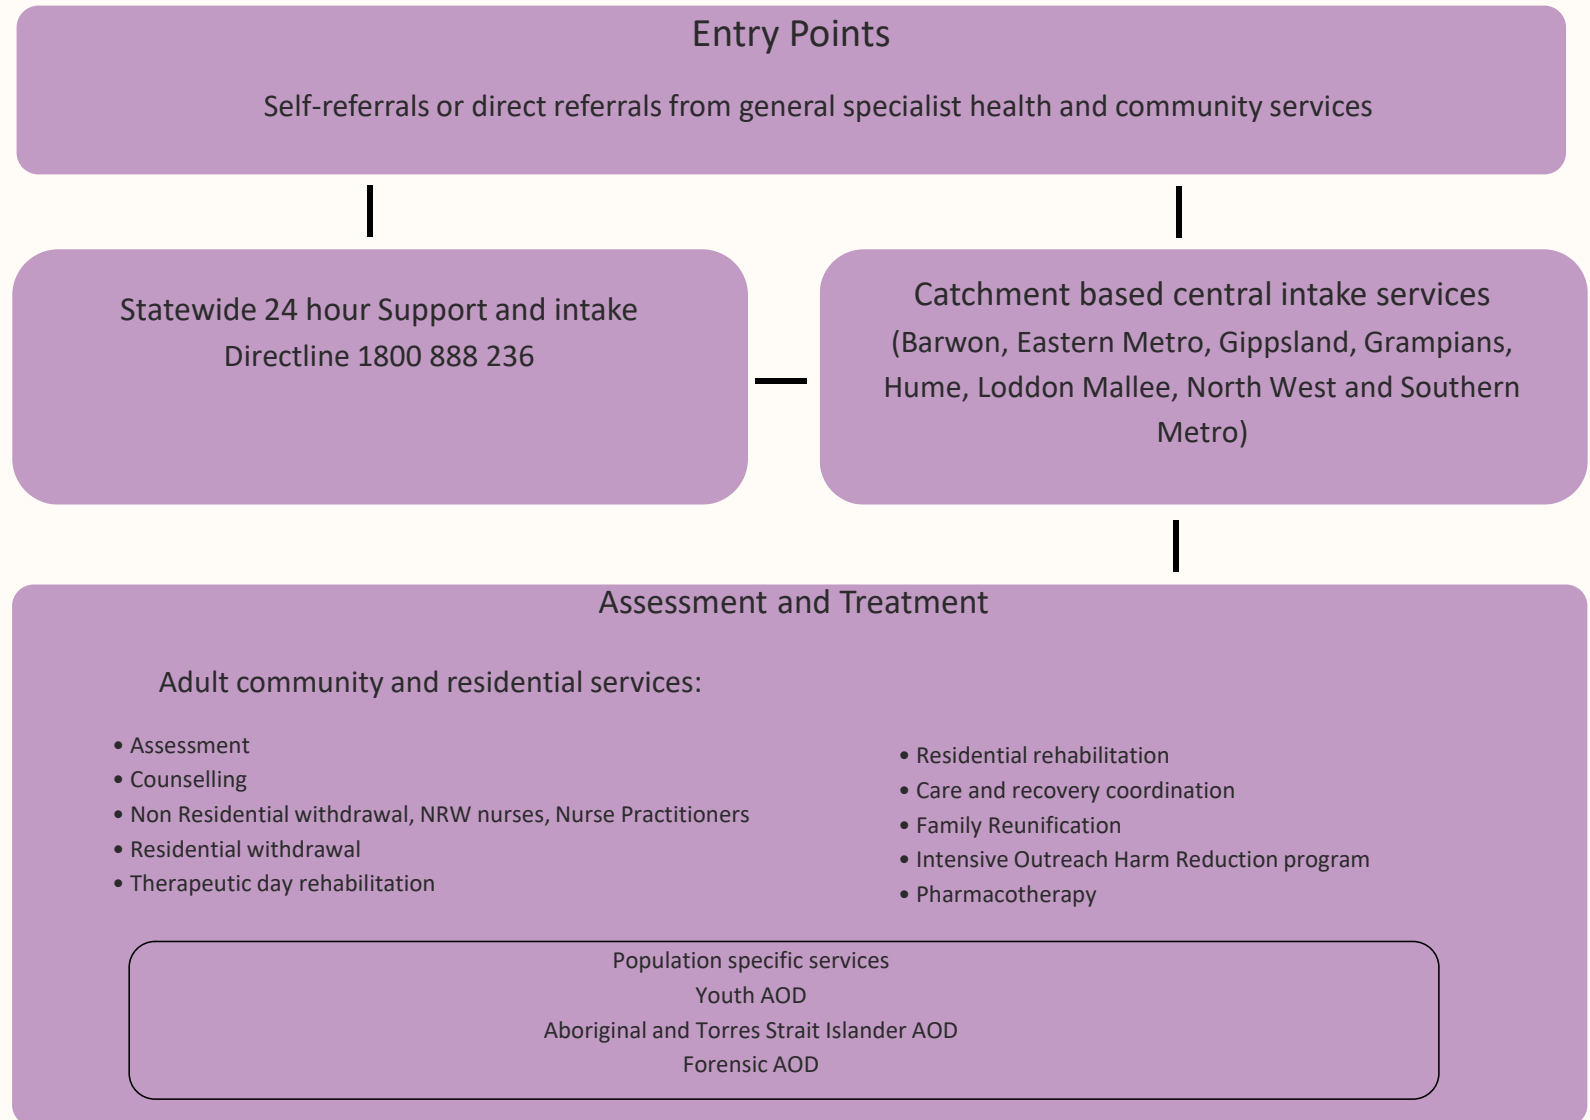 Entry Points
Self-referrals or direct referrals from general specialist health and community services
Statewide 24 hour Support and intake
Directline 1800 888 236
Catchment based central intake services
(Barwon, Eastern Metro, Gippsland, Grampians,
Hume, Loddon Mallee, North West and Southern
Metro)
Assessment and Treatment
Adult community and residential services:
• Assessment
• Counselling
• Non Residential withdrawal, NRW nurses, Nurse Practitioners
• Residential withdrawal
• Therapeutic day rehabilitation
• Residential rehabilitation
• Care and recovery coordination
• Family Reunification
• Intensive Outreach Harm Reduction program
• Pharmacotherapy
Population specific services
Youth AOD
Aboriginal and Torres Strait Islander AOD
Forensic AOD